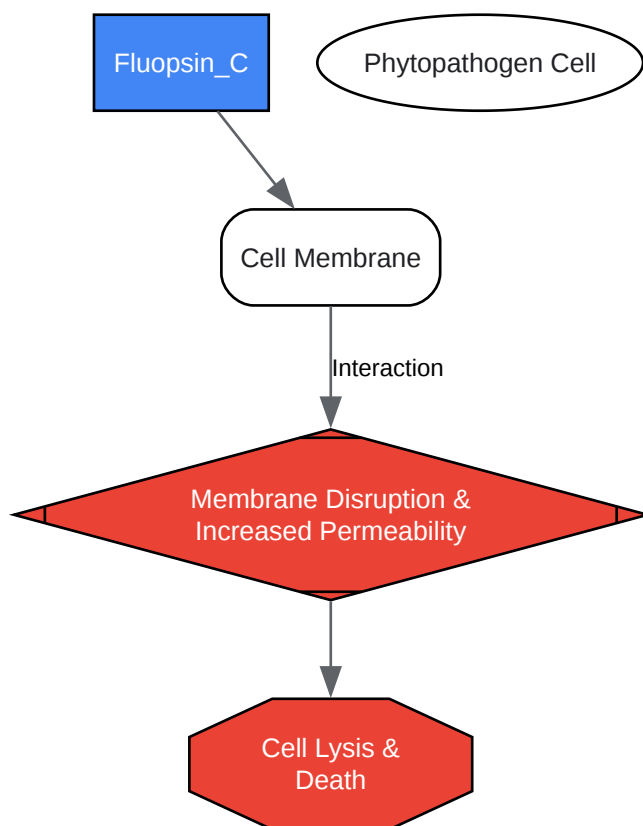 Fluopsin_C
Phytopathogen Cell
Cell Membrane
Interaction
Membrane Disruption &
Increased Permeability
Cell Lysis &
Death